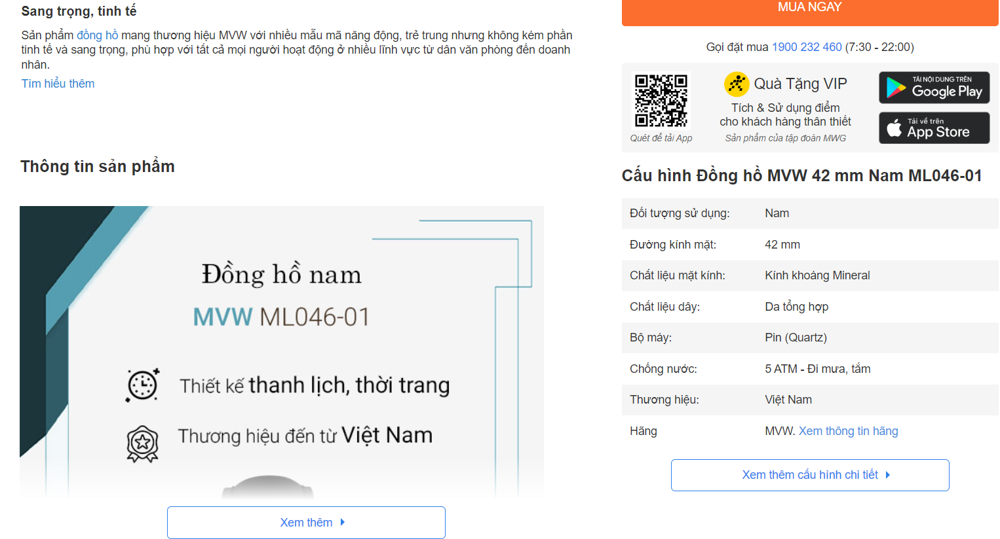 Sang trọng, tinh tế
Sản phẩm đồng hồ mang thương hiệu MVW với nhiều mẫu mã năng động, trẻ trung nhưng không kém phần
tinh tế và sang trọng, phù hợp với tất cả mọi người hoạt động ở nhiều lĩnh vực từ dân văn phòng đến doanh
nhân.
Tìm hiểu thêm
Thông tin sản phẩm
Đồng hồ nam
MVW ML046-01
Thiết kế thanh lịch, thời trang
Thương hiệu đến từ Việt Nam
Xem thêm
MUA NGAY
Gọi đặt mua 1900 232 460 (7:30 - 22:00)
Quét để tải App
Quà Tặng VIP
Tích & Sử dụng điểm
cho khách hàng thân thiết
Sản phẩm của tập đoàn MWG
TẢI NỘI DUNG TRÊN
Google Play
Tải về trên
App Store
Cấu hình Đồng hồ MVW 42 mm Nam ML046-01
Đối tượng sử dụng: Nam
Đường kính mặt: 42 mm
Chất liệu mặt kính: Kính khoáng Mineral
Chất liệu dây: Da tổng hợp
Bộ máy: Pin (Quartz)
Chống nước: 5 ATM - Đi mưa, tắm
Thương hiệu: Việt Nam
Hãng MVW. Xem thông tin hãng
Xem thêm cấu hình chi tiết